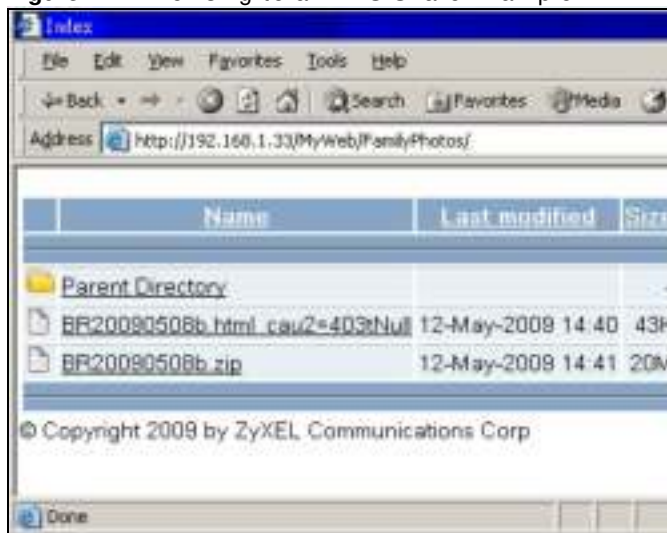 Index
File Edit View Favorites Tools Help
Back Search Favorites Media
Address http://192.168.1.33/MyWeb/FamilyPhotos/
Name Last modified
Parent Directory
BR20090508b.html_cau2=403tNull 12-May-2009 14:40 43K
BR20090508b.zip 12-May-2009 14:41 20M
© Copyright 2009 by ZyXEL Communications Corp
Done